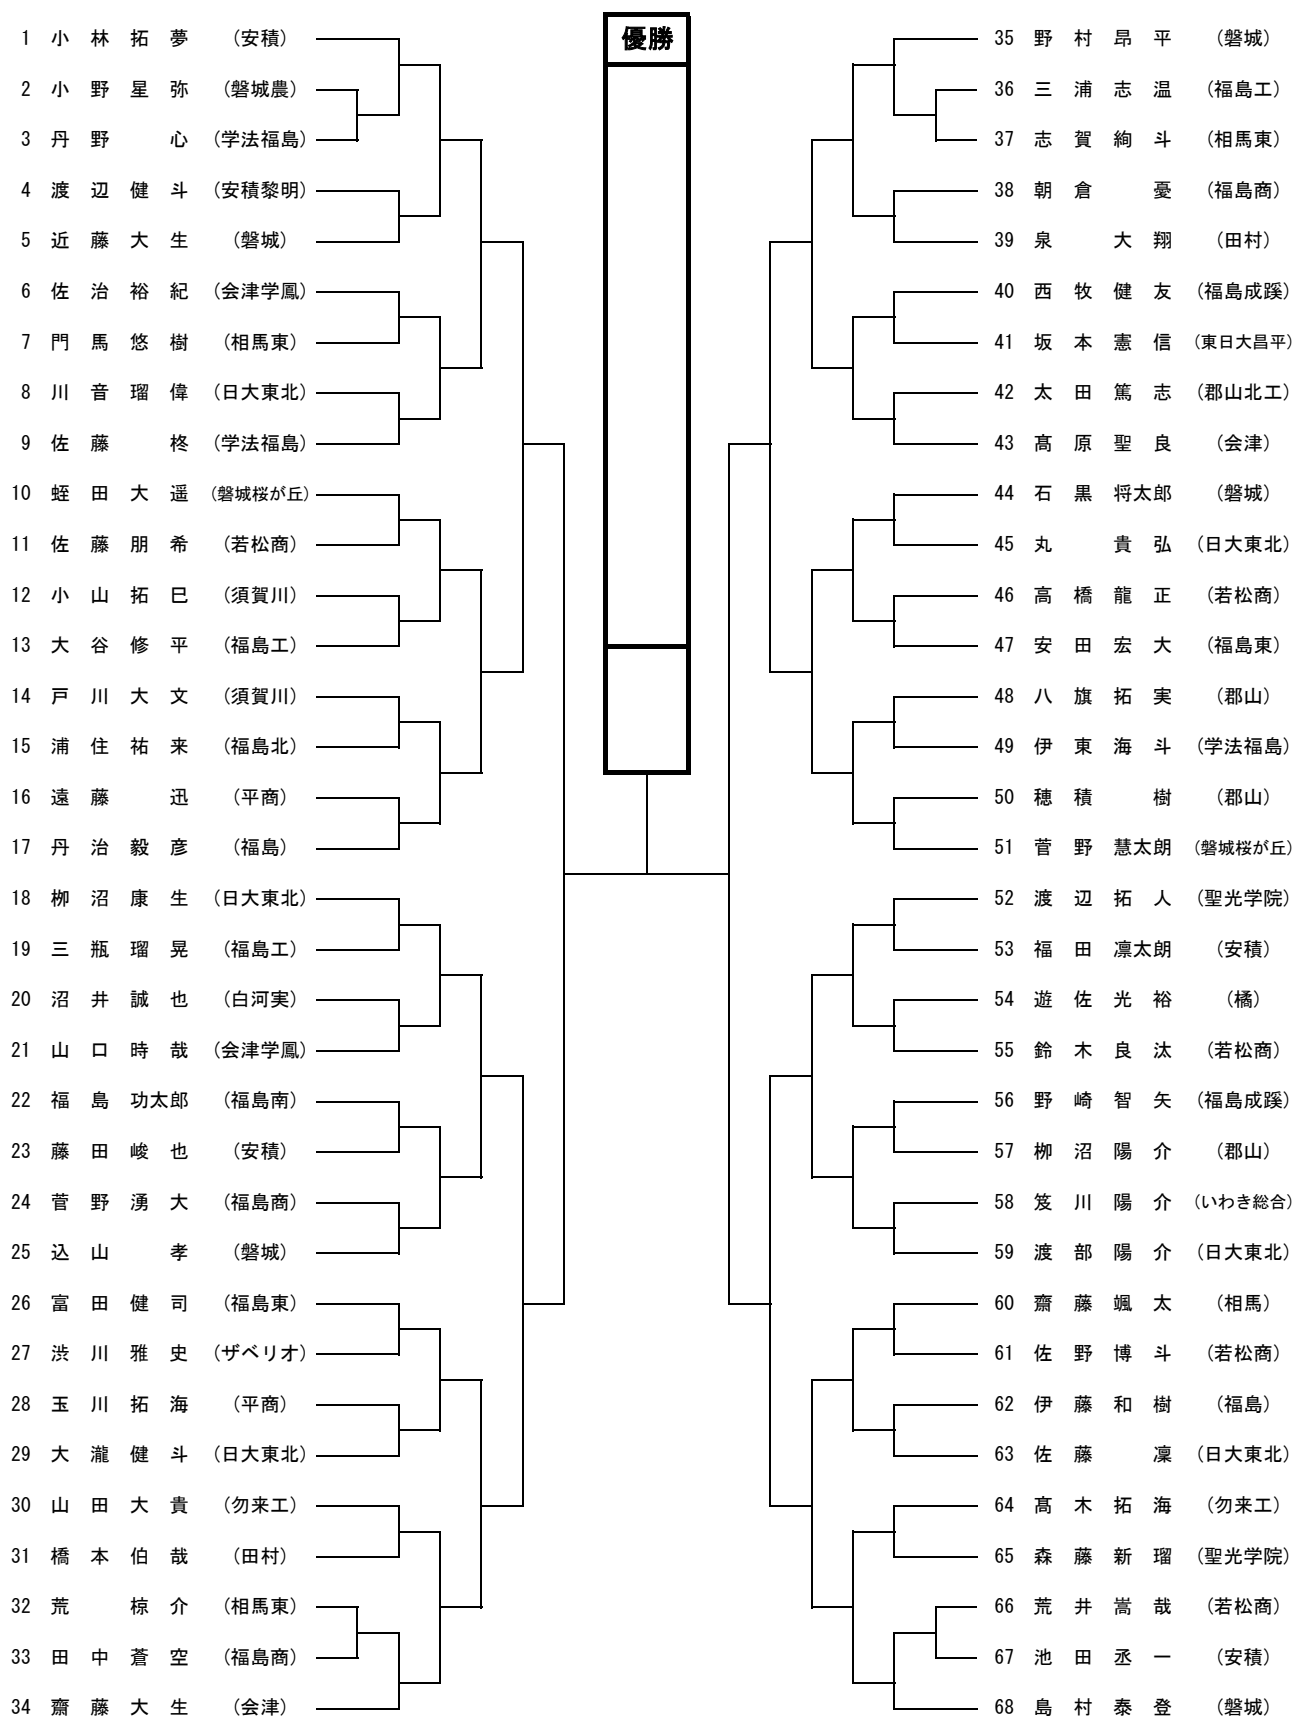 優勝
1 小林拓夢 (安積)
2 小野星弥 (磐城農)
3 丹野 心 (学法福島)
4 渡辺健斗 (安積黎明)
5 近藤大生 (磐城)
6 佐治裕紀 (会津学鳳)
7 門馬悠樹 (相馬東)
8 川音瑠偉 (日大東北)
9 佐藤 柊 (学法福島)
10 蛭田大遥 (磐城桜が丘)
11 佐藤朋希 (若松商)
12 小山拓巳 (須賀川)
13 大谷修平 (福島工)
14 戸川大文 (須賀川)
15 浦住祐来 (福島北)
16 遠藤 迅 (平商)
17 丹治毅彦 (福島)
18 栁沼康生 (日大東北)
19 三瓶瑠晃 (福島工)
20 沼井誠也 (白河実)
21 山口時哉 (会津学鳳)
22 福島功太郎 (福島南)
23 藤田峻也 (安積)
24 菅野湧大 (福島商)
25 込山 孝 (磐城)
26 富田健司 (福島東)
27 渋川雅史 (ザベリオ)
28 玉川拓海 (平商)
29 大瀧健斗 (日大東北)
30 山田大貴 (勿来工)
31 橋本伯哉 (田村)
32 荒 椋介 (相馬東)
33 田中蒼空 (福島商)
34 齋藤大生 (会津)
35 野村昂平 (磐城)
36 三浦志温 (福島工)
37 志賀絢斗 (相馬東)
38 朝倉 憂 (福島商)
39 泉 大翔 (田村)
40 西牧健友 (福島成蹊)
41 坂本憲信 (東日大昌平)
42 太田篤志 (郡山北工)
43 髙原聖良 (会津)
44 石黒将太郎 (磐城)
45 丸 貴弘 (日大東北)
46 高橋龍正 (若松商)
47 安田宏大 (福島東)
48 八旗拓実 (郡山)
49 伊東海斗 (学法福島)
50 穂積 樹 (郡山)
51 菅野慧太朗 (磐城桜が丘)
52 渡辺拓人 (聖光学院)
53 福田凛太朗 (安積)
54 遊佐光裕 (橘)
55 鈴木良汰 (若松商)
56 野崎智矢 (福島成蹊)
57 栁沼陽介 (郡山)
58 笈川陽介 (いわき総合)
59 渡部陽介 (日大東北)
60 齋藤颯太 (相馬)
61 佐野博斗 (若松商)
62 伊藤和樹 (福島)
63 佐藤 凜 (日大東北)
64 髙木拓海 (勿来工)
65 森藤新瑠 (聖光学院)
66 荒井嵩哉 (若松商)
67 池田丞一 (安積)
68 島村泰登 (磐城)